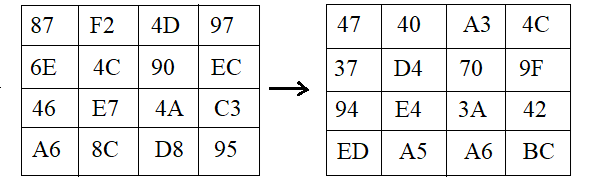 87 F2 4D 97 47 40 A3 4C
6E 4C 90 EC 37 D4 70 9F
46 E7 4A C3 94 E4 3A 42
A6 8C D8 95 ED A5 A6 BC